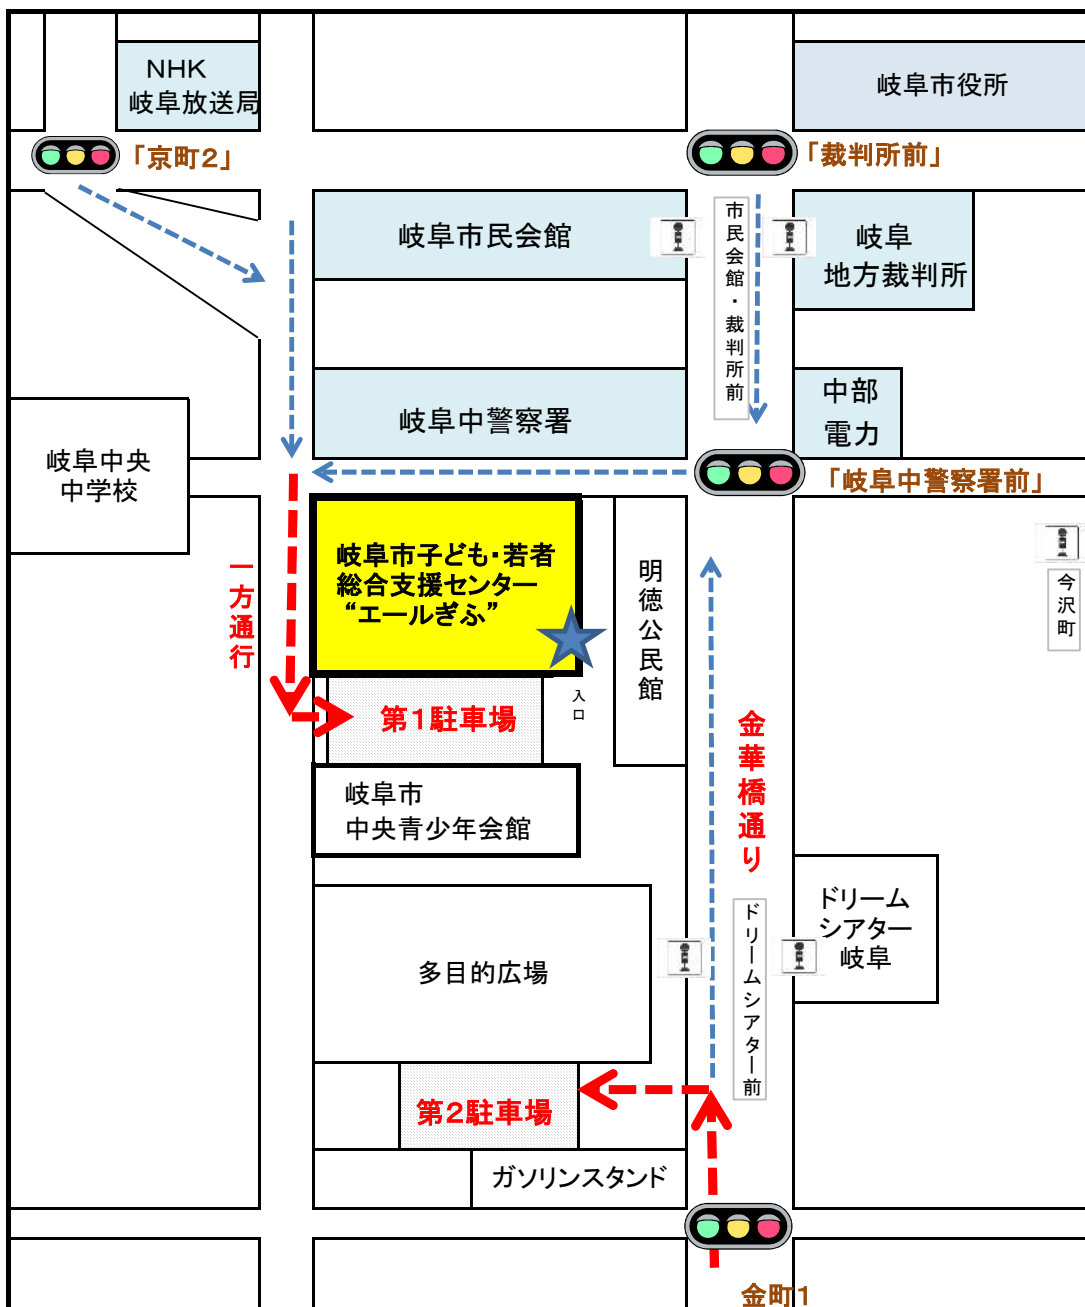 NHK
岐阜放送局
岐阜市役所
「京町2」
「裁判所前」
岐阜市民会館
市民会館・裁判所前
岐阜
地方裁判所
岐阜中警察署
中部
電力
岐阜中央
中学校
「岐阜中警察署前」
岐阜市子ども・若者
総合支援センター
“エールぎふ”
明徳公民館
今沢町
一方通行
入口
第1駐車場
金華橋通り
岐阜市
中央青少年会館
ドリーム
シアター
岐阜
ドリームシアター前
多目的広場
第2駐車場
ガソリンスタンド
金町1